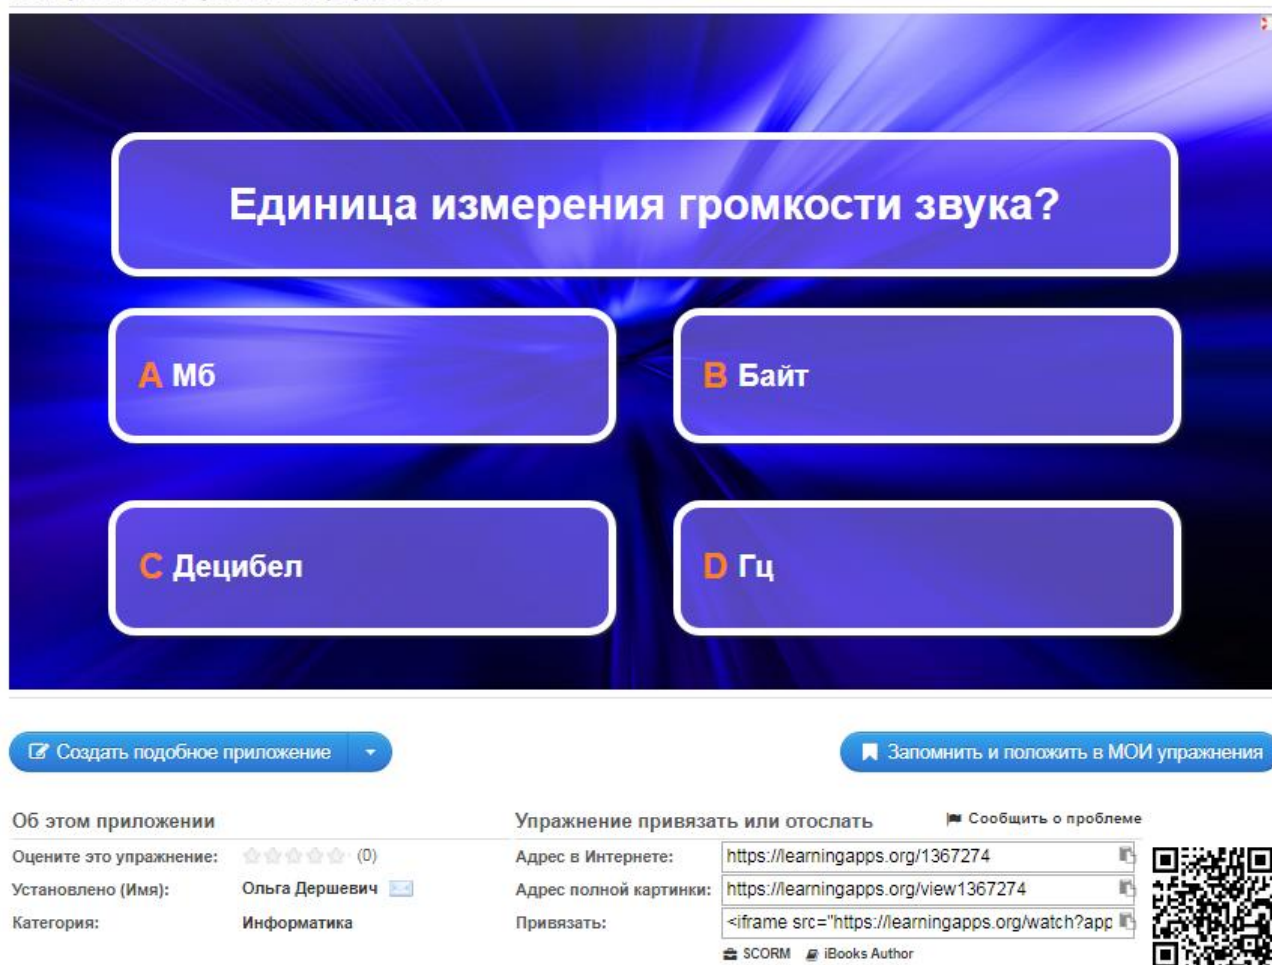 Единица измерения громкости звука?
A Мб
B Байт
C Децибел
D Гц
Создать подобное приложение
Запомнить и положить в МОИ упражнения
Об этом приложении
Оцените это упражнение: (0)
Установлено (Имя): Ольга Дершевич
Категория: Информатика
Упражнение привязать или отослать
Сообщить о проблеме
Адрес в Интернете: https://learningapps.org/1367274
Адрес полной картинки: https://learningapps.org/view1367274
Привязать: <iframe src="https://learningapps.org/watch?app
SCORM iBooks Author